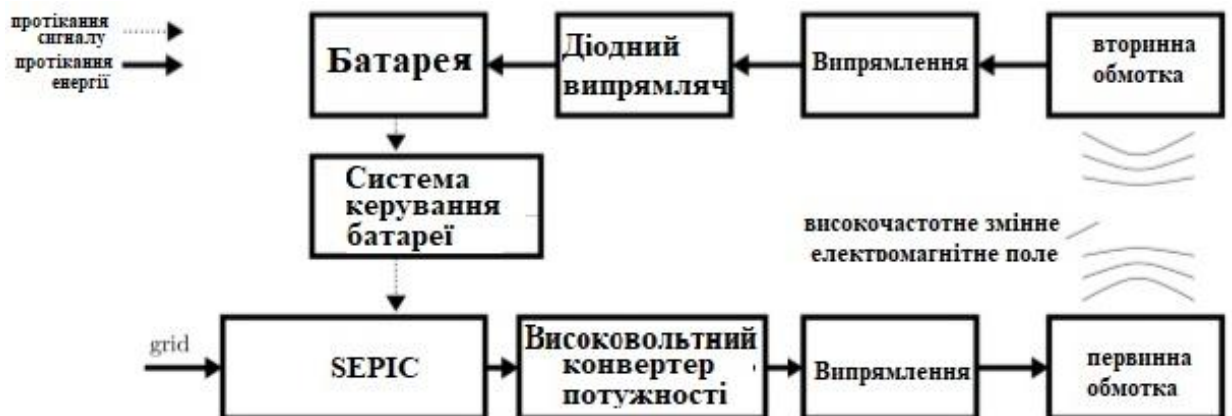 протікання
сигналу
протікання
енергії
Батарея
Діодний
випрямляч
Випрямлення
вторинна
обмотка
Система
керування
батареї
високочастотне змінне
електромагнітне поле
grid
SEPIC
Високовольтний
конвертер
потужності
Випрямлення
первинна
обмотка